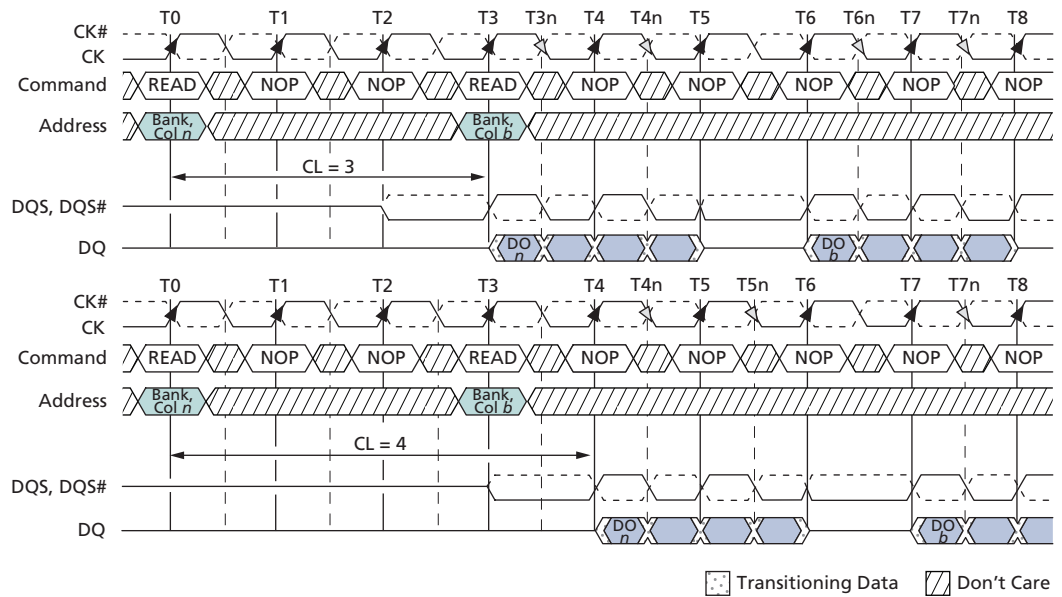 T0 T1 T2 T3 T3n T4 T4n T5 T6 T6n T7 T7n T8
CK#
CK
Command READ NOP NOP READ NOP NOP NOP NOP NOP
Address Bank, Col n Bank, Col b
CL = 3
DQS, DQS#
DQ DO n DO b
T0 T1 T2 T3 T4 T4n T5 T5n T6 T7 T7n T8
CK#
CK
Command READ NOP NOP READ NOP NOP NOP NOP NOP
Address Bank, Col n Bank, Col b
CL = 4
DQS, DQS#
DQ DO n DO b
Transitioning Data Don't Care